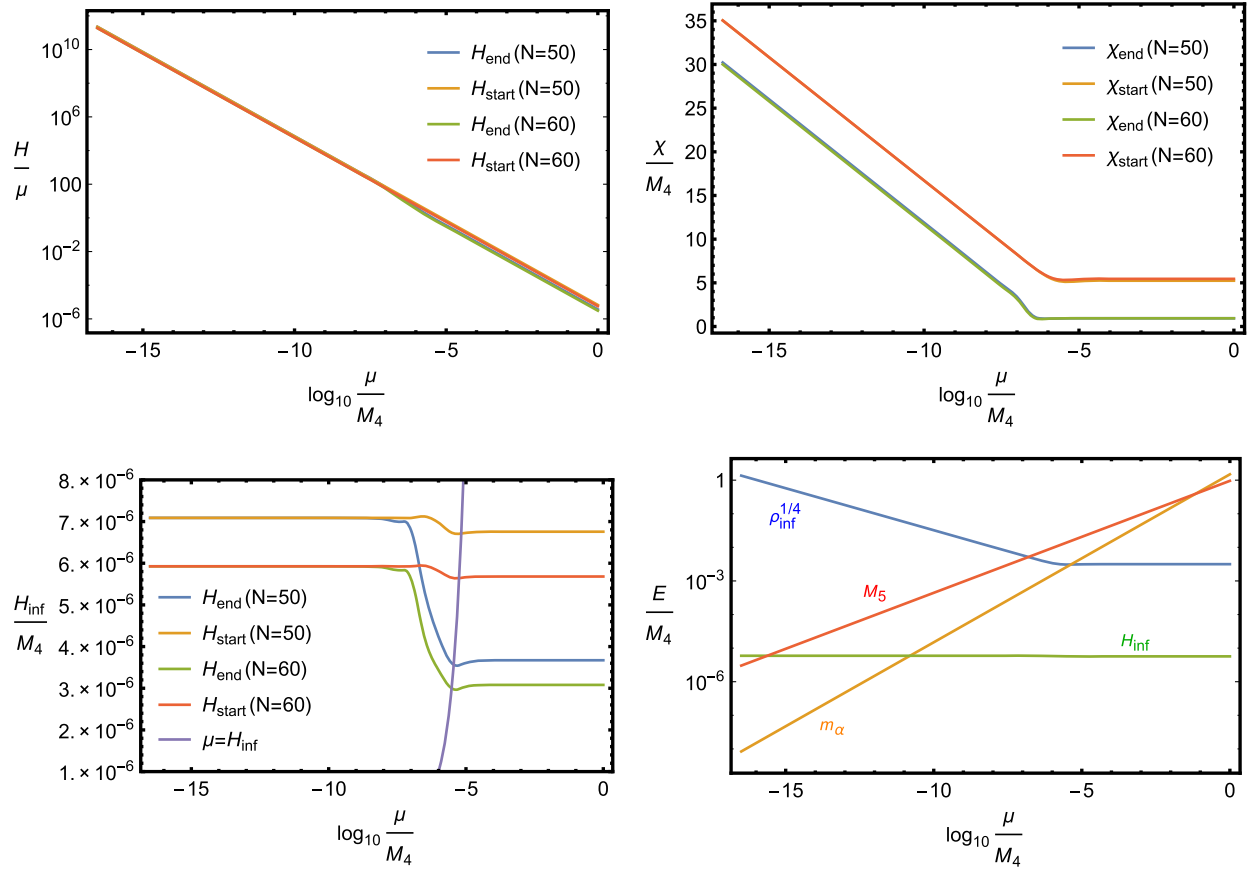 10^10
10^6
100
10^-2
10^-6
H/μ
H_end(N=50)
H_start(N=50)
H_end(N=60)
H_start(N=60)
−15
−10
−5
0
log_10 μ/M_4
35
30
25
20
15
10
5
0
χ/M_4
χ_end(N=50)
χ_start(N=50)
χ_end(N=60)
χ_start(N=60)
−15
−10
−5
0
log_10 μ/M_4
8. × 10^-6
7. × 10^-6
6. × 10^-6
5. × 10^-6
4. × 10^-6
3. × 10^-6
2. × 10^-6
1. × 10^-6
H_inf/M_4
H_end(N=50)
H_start(N=50)
H_end(N=60)
H_start(N=60)
μ=H_inf
−15
−10
−5
0
log_10 μ/M_4
1
10^-3
10^-6
E/M_4
ρ_inf^1/4
M_5
H_inf
m_α
−15
−10
−5
0
log_10 μ/M_4